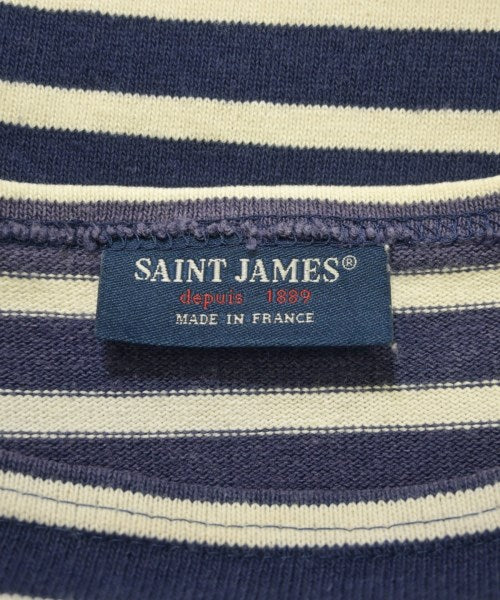 SAINT JAMES®
depuis 1889
MADE IN FRANCE